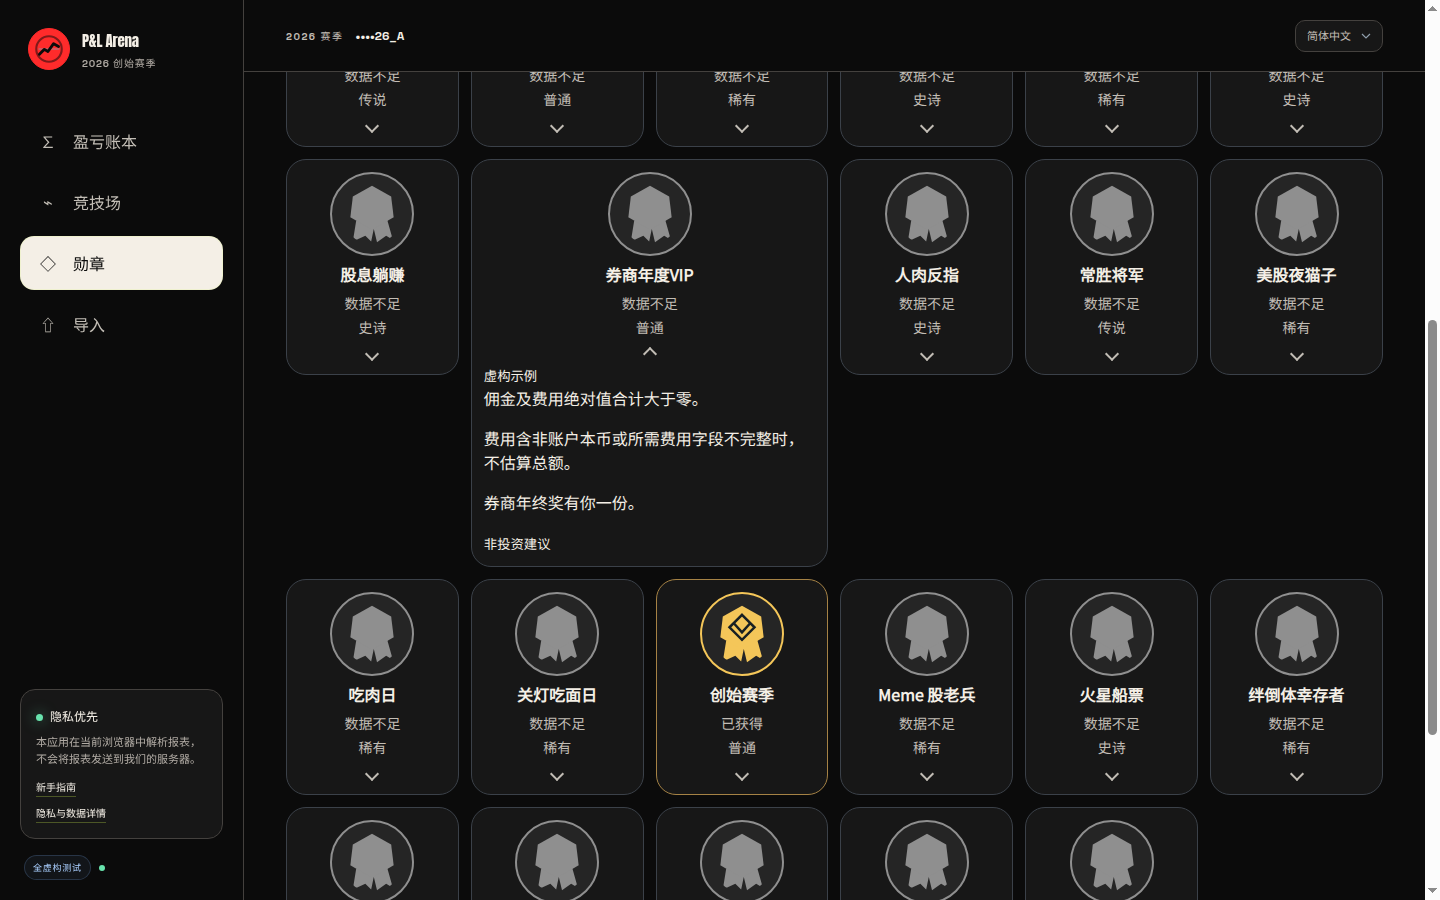 P&L Arena
2026 创始赛季
Σ 盈亏账本
竞技场
勋章
导入
隐私优先
本应用在当前浏览器中解析报表，
不会将报表发送到我们的服务器。
新手指南
隐私与数据详情
全虚构测试
2026 赛季 ••••26_A
简体中文
数据不足
传说
数据不足
普通
数据不足
稀有
数据不足
史诗
数据不足
稀有
数据不足
史诗
股息躺赚
数据不足
史诗
券商年度VIP
数据不足
普通
虚构示例
佣金及费用绝对值合计大于零。
费用含非账户本币或所需费用字段不完整时，
不估算总额。
券商年终奖有你一份。
非投资建议
人肉反指
数据不足
史诗
常胜将军
数据不足
传说
美股夜猫子
数据不足
稀有
吃肉日
数据不足
稀有
关灯吃面日
数据不足
稀有
创始赛季
已获得
普通
Meme 股老兵
数据不足
稀有
火星船票
数据不足
史诗
绊倒体幸存者
数据不足
稀有